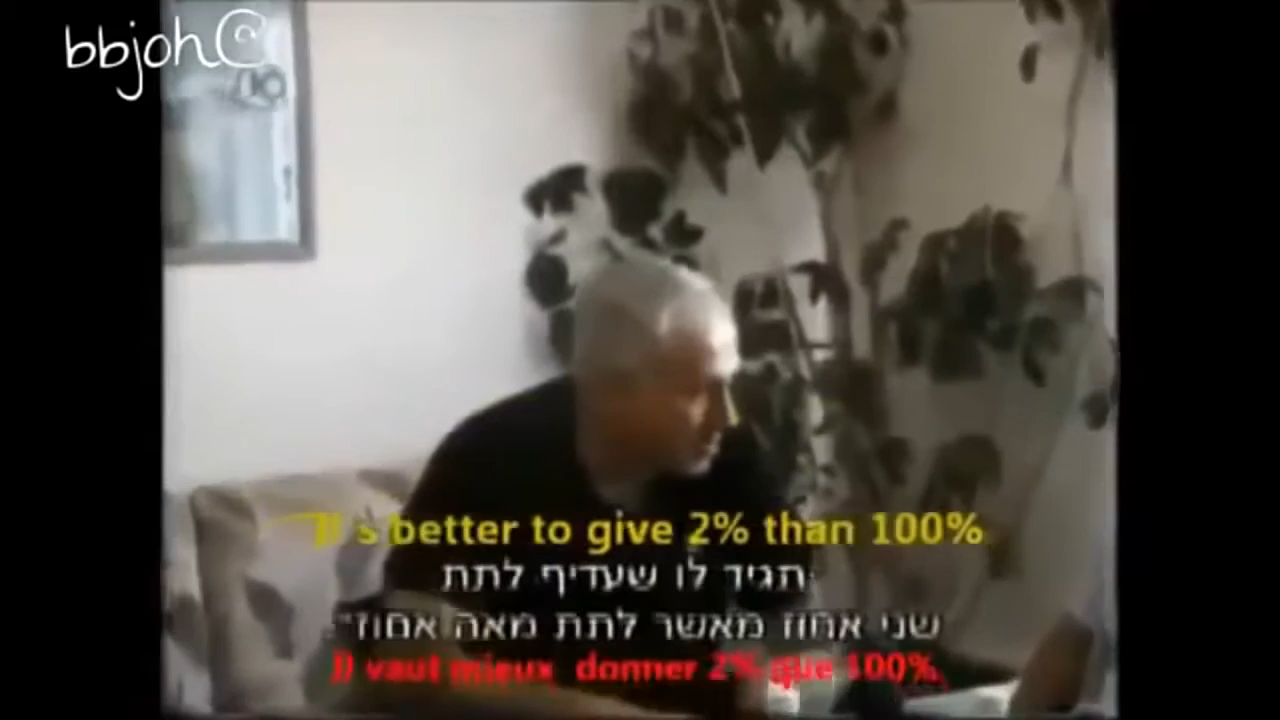 bbjoh
It's better to give 2% than 100%
תגיד לו שעדיף לתת
שני אחוז מאשר לתת מאה אחוז".
Il vaut mieux donner 2% que 100%.